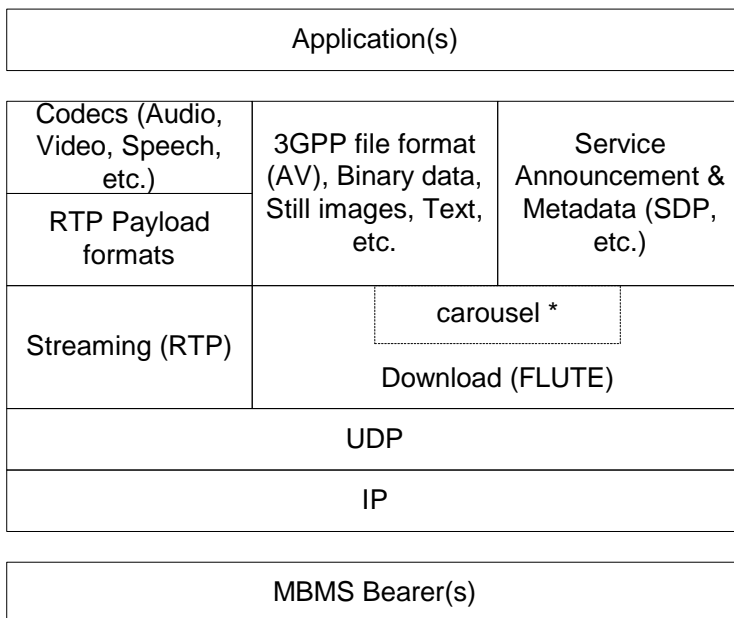 Application(s)
Codecs (Audio,
Video, Speech,
etc.)
RTP Payload
formats
3GPP file format
(AV), Binary data,
Still images, Text,
etc.
Service
Announcement &
Metadata (SDP,
etc.)
Streaming (RTP)
carousel *
Download (FLUTE)
UDP
IP
MBMS Bearer(s)